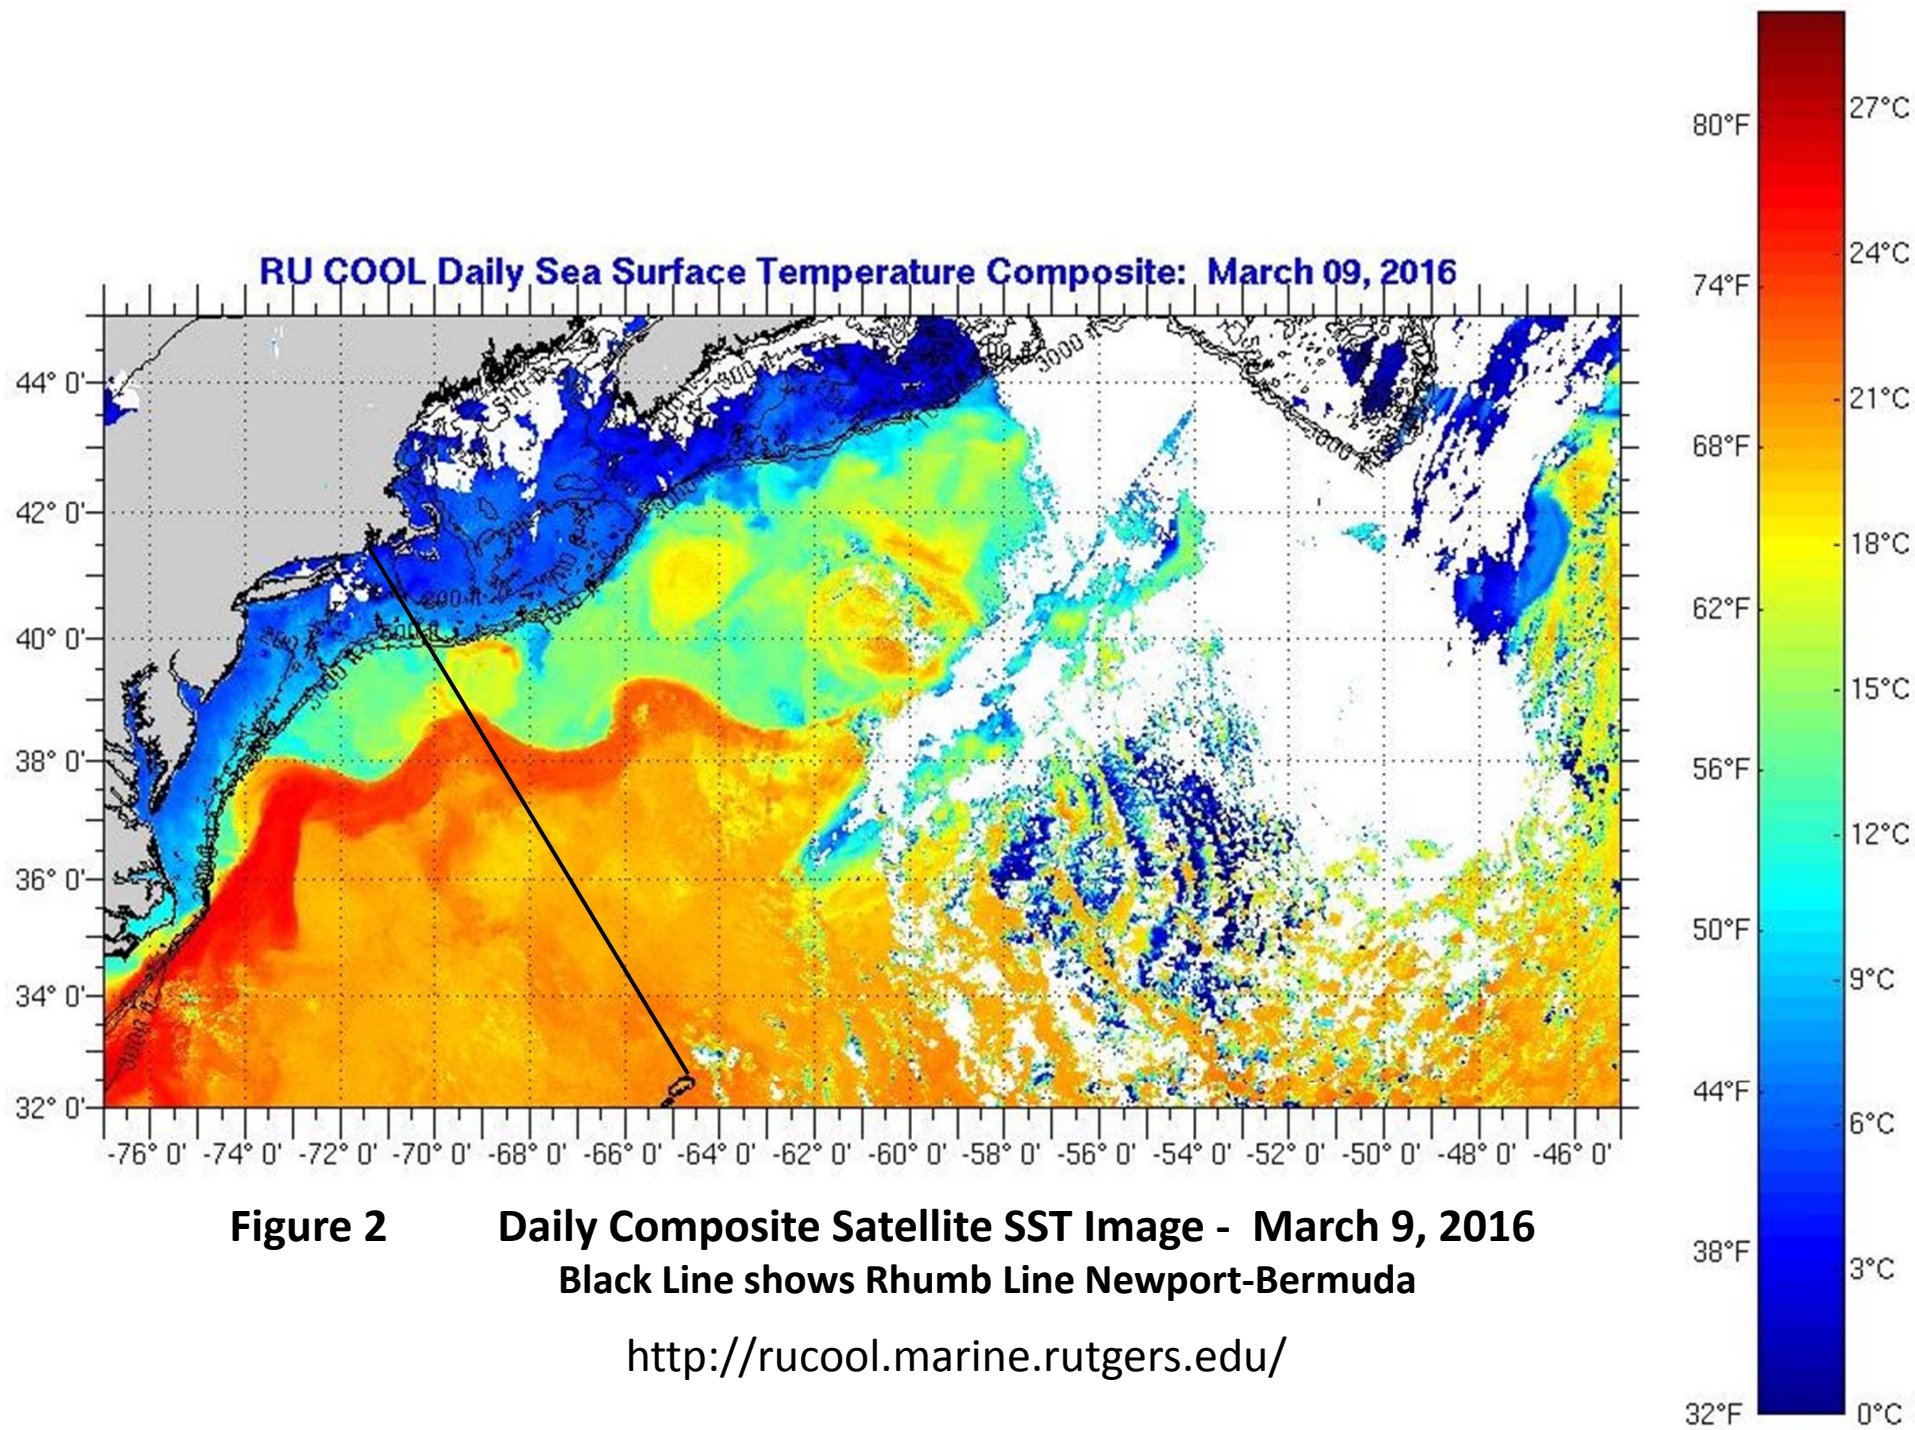 RU COOL Daily Sea Surface Temperature Composite:  March 09, 2016
80°F
74°F
68°F
62°F
56°F
50°F
44°F
38°F
32°F
27°C
24°C
21°C
18°C
15°C
12°C
9°C
6°C
3°C
0°C
44° 0'
42° 0'
40° 0'
38° 0'
36° 0'
34° 0'
32° 0'
-76° 0' -74° 0' -72° 0' -70° 0' -68° 0' -66° 0' -64° 0' -62° 0' -60° 0' -58° 0' -56° 0' -54° 0' -52° 0' -50° 0' -48° 0' -46° 0'
3000 ft
200 ft
Figure 2 Daily Composite Satellite SST Image - March 9, 2016
Black Line shows Rhumb Line Newport-Bermuda
http://rucool.marine.rutgers.edu/